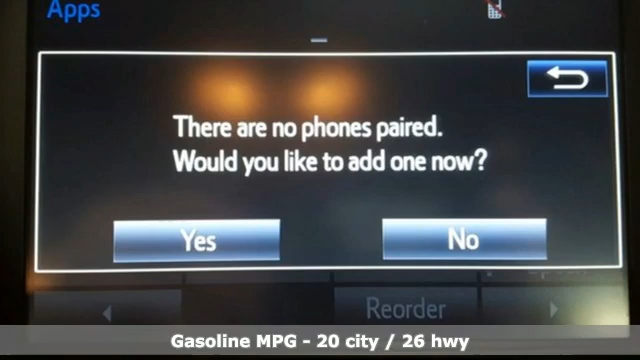 Apps
There are no phones paired.
Would you like to add one now?
Yes
No
Reorder
Gasoline MPG - 20 city / 26 hwy